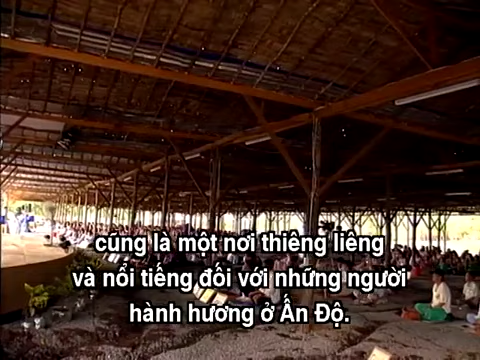 cũng là một nơi thiêng liêng
và nổi tiếng đối với những người
hành hương ở Ấn Độ.